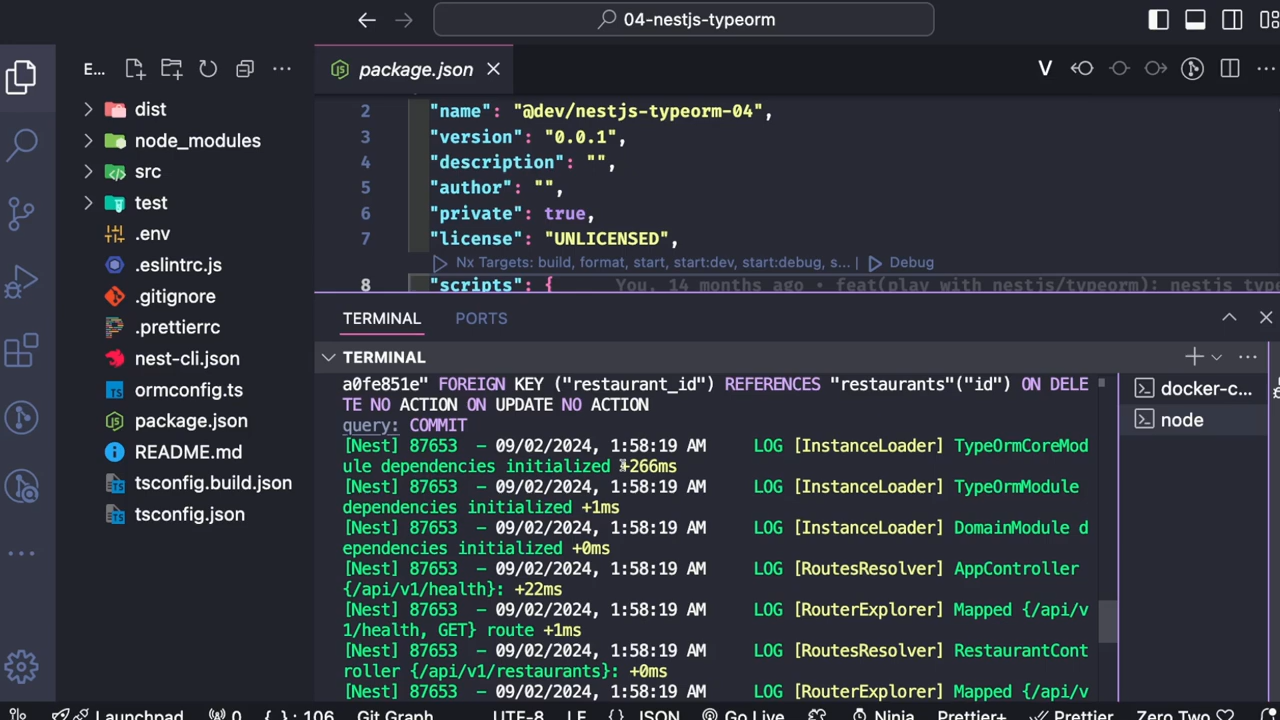 04-nestjs-typeorm
E...
dist
node_modules
src
test
.env
.eslintrc.js
.gitignore
.prettierrc
nest-cli.json
ormconfig.ts
package.json
README.md
tsconfig.build.json
tsconfig.json
package.json
2 "name": "@dev/nestjs-typeorm-04",
3 "version": "0.0.1",
4 "description": "",
5 "author": "",
6 "private": true,
7 "license": "UNLICENSED",
Nx Targets: build, format, start, start:dev, start:debug, s... | Debug
8 "scripts": { You, 14 months ago • feat(play with nestjs/typeorm): nestjs type
TERMINAL PORTS
TERMINAL
a0fe851e" FOREIGN KEY ("restaurant_id") REFERENCES "restaurants"("id") ON DELE
TE NO ACTION ON UPDATE NO ACTION
query: COMMIT
[Nest] 87653 - 09/02/2024, 1:58:19 AM LOG [InstanceLoader] TypeOrmCoreMod
ule dependencies initialized +266ms
[Nest] 87653 - 09/02/2024, 1:58:19 AM LOG [InstanceLoader] TypeOrmModule
dependencies initialized +1ms
[Nest] 87653 - 09/02/2024, 1:58:19 AM LOG [InstanceLoader] DomainModule d
ependencies initialized +0ms
[Nest] 87653 - 09/02/2024, 1:58:19 AM LOG [RoutesResolver] AppController
{/api/v1/health}: +22ms
[Nest] 87653 - 09/02/2024, 1:58:19 AM LOG [RouterExplorer] Mapped {/api/v
1/health, GET} route +1ms
[Nest] 87653 - 09/02/2024, 1:58:19 AM LOG [RoutesResolver] RestaurantCont
roller {/api/v1/restaurants}: +0ms
[Nest] 87653 - 09/02/2024, 1:58:19 AM LOG [RouterExplorer] Mapped {/api/v
docker-c...
node
Launchpad 0 {.}: 106 Git Graph UTF-8 LF {} JSON Go Live Ninja Prettier+ Prettier Zero Two